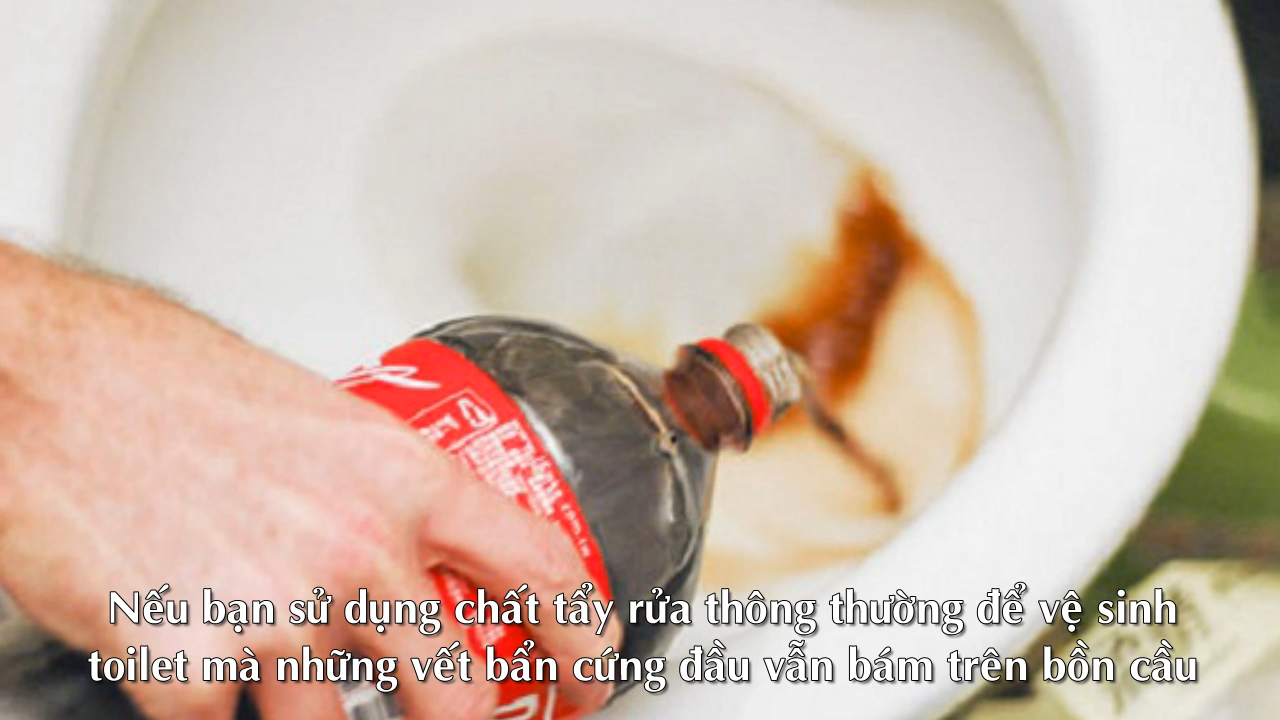 Nếu bạn sử dụng chất tẩy rửa thông thường để vệ sinh
toilet mà những vết bẩn cứng đầu vẫn bám trên bồn cầu